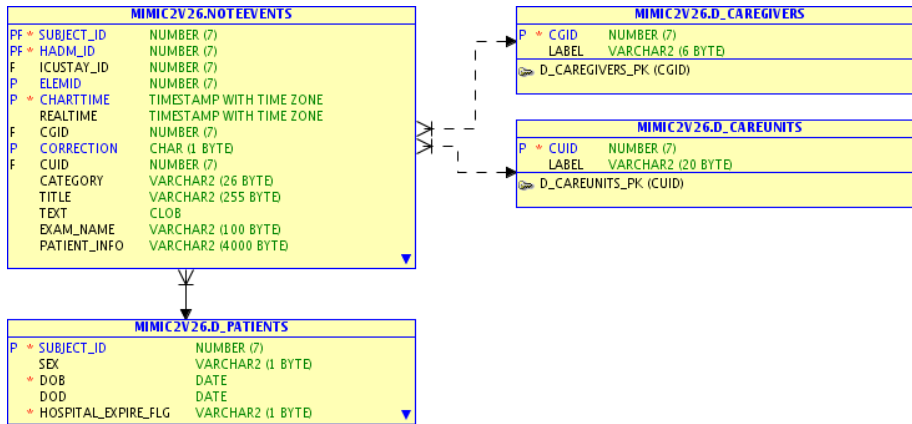 MIMIC2V26.NOTEEVENTS
PF * SUBJECT_ID NUMBER (7)
PF * HADM_ID NUMBER (7)
F ICUSTAY_ID NUMBER (7)
P ELEMID NUMBER (7)
P * CHARTTIME TIMESTAMP WITH TIME ZONE
REALTIME TIMESTAMP WITH TIME ZONE
F CGID NUMBER (7)
P CORRECTION CHAR (1 BYTE)
F CUID NUMBER (7)
CATEGORY VARCHAR2 (26 BYTE)
TITLE VARCHAR2 (255 BYTE)
TEXT CLOB
EXAM_NAME VARCHAR2 (100 BYTE)
PATIENT_INFO VARCHAR2 (4000 BYTE)
MIMIC2V26.D_CAREGIVERS
P * CGID NUMBER (7)
LABEL VARCHAR2 (6 BYTE)
D_CAREGIVERS_PK (CGID)
MIMIC2V26.D_CAREUNITS
P * CUID NUMBER (7)
LABEL VARCHAR2 (20 BYTE)
D_CAREUNITS_PK (CUID)
MIMIC2V26.D_PATIENTS
P * SUBJECT_ID NUMBER (7)
SEX VARCHAR2 (1 BYTE)
* DOB DATE
DOD DATE
* HOSPITAL_EXPIRE_FLG VARCHAR2 (1 BYTE)